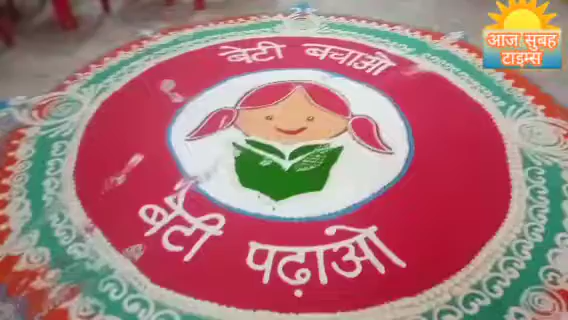 आज सुबह
टाइम्स
बेटी बचाओ
बेटी पढ़ाओ